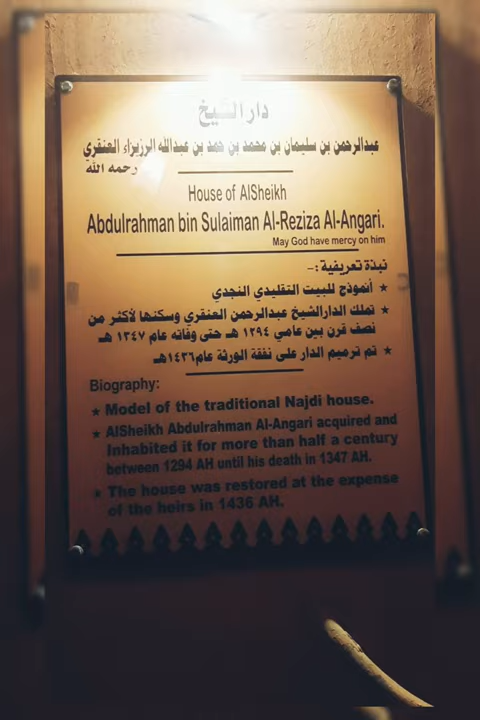 دار الشيخ
عبدالرحمن بن سليمان بن محمد بن حمد بن عبدالله الرزيزاء العنقري
رحمه الله
House of AlSheikh
Abdulrahman bin Sulaiman Al-Reziza Al-Angari.
May God have mercy on him
نبذة تعريفية :-
★ أنموذج للبيت التقليدي النجدي
★ تملك الدار الشيخ عبدالرحمن العنقري وسكنها لأكثر من
نصف قرن بين عامي ١٢٩٤ هـ حتى وفاته عام ١٣٤٧ هـ
★ تم ترميم الدار على نفقة الورثة عام ١٤٣٦هـ
Biography:
★ Model of the traditional Najdi house.
★ AlSheikh Abdulrahman Al-Angari acquired and
Inhabited it for more than half a century
between 1294 AH until his death in 1347 AH.
★ The house was restored at the expense
of the heirs in 1436 AH.